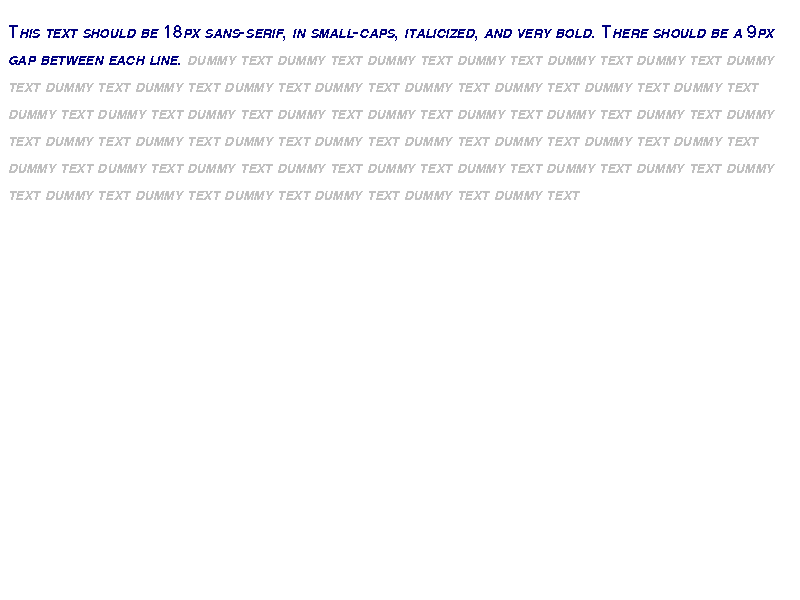 This text should be 18px sans-serif, in small-caps, italicized, and very bold. There should be a 9px
gap between each line. dummy text dummy text dummy text dummy text dummy text dummy text dummy
text dummy text dummy text dummy text dummy text dummy text dummy text dummy text dummy text
dummy text dummy text dummy text dummy text dummy text dummy text dummy text dummy text dummy
text dummy text dummy text dummy text dummy text dummy text dummy text dummy text dummy text
dummy text dummy text dummy text dummy text dummy text dummy text dummy text dummy text dummy
text dummy text dummy text dummy text dummy text dummy text dummy text